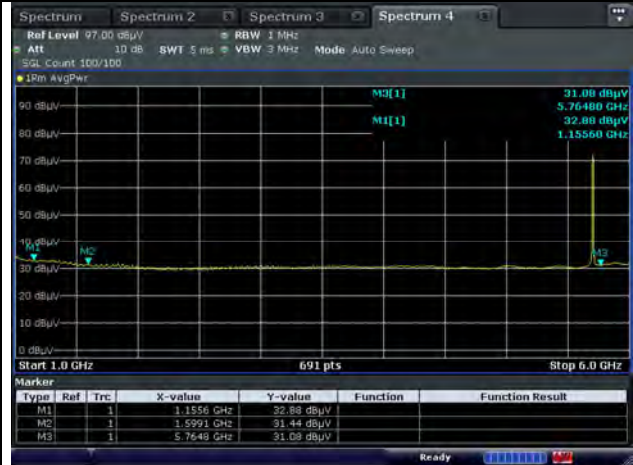 Spectrum Spectrum 2 Spectrum 3 Spectrum 4
Ref Level 97.00 dBµV RBW 1 MHz
Att 10 dB SWT 5 ms VBW 3 MHz Mode Auto Sweep
SGL Count 100/100
1Rm AvgPwr
M3[1] 31.08 dBµV
5.76480 GHz
M1[1] 32.88 dBµV
1.15560 GHz
90 dBµV
80 dBµV
70 dBµV
60 dBµV
50 dBµV
40 dBµV
M1 M2 M3
30 dBµV
20 dBµV
10 dBµV
0 dBµV
Start 1.0 GHz 691 pts Stop 6.0 GHz
Marker
Type Ref Trc X-value Y-value Function Function Result
M1 1 1.1556 GHz 32.88 dBµV
M2 1 1.5991 GHz 31.44 dBµV
M3 1 5.7648 GHz 31.08 dBµV
Ready